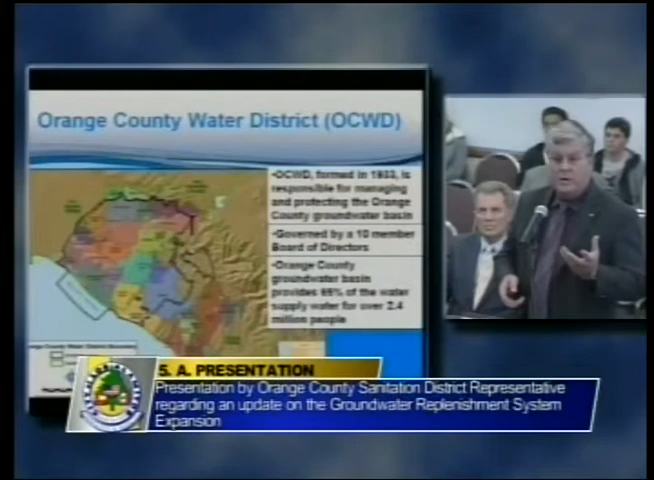 Orange County Water District (OCWD)
•OCWD, formed in 1933, is
responsible for managing
and protecting the Orange
County groundwater basin
•Governed by a 10 member
Board of Directors
•Orange County
groundwater basin
provides 65% of the water
supply water for over 2.4
million people
5. A. PRESENTATION
Presentation by Orange County Sanitation District Representative
regarding an update on the Groundwater Replenishment System
Expansion